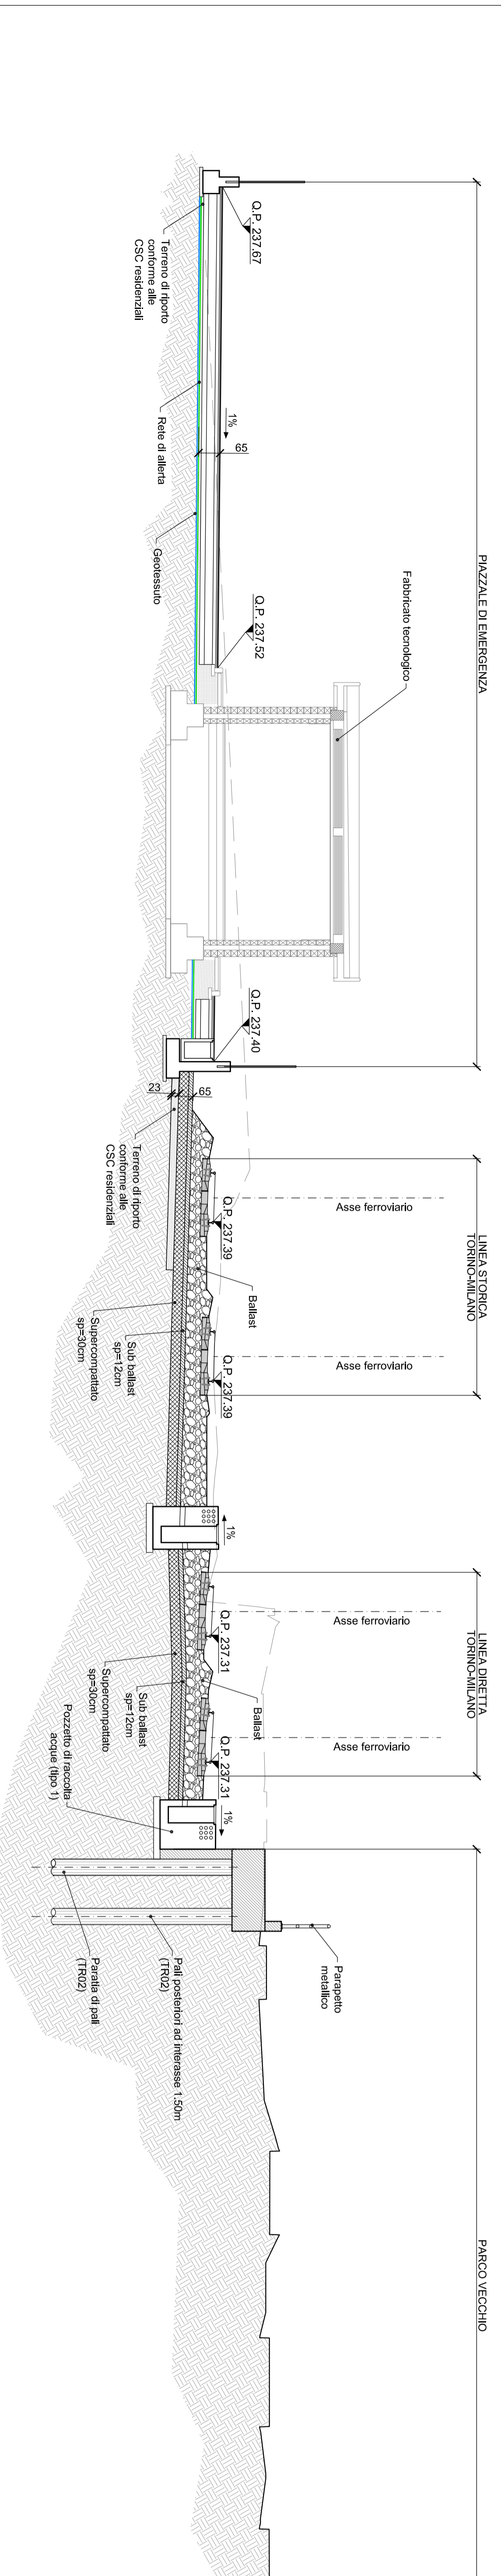 PIAZZALE DI EMERGENZA
LINEA STORICA
TORINO-MILANO
LINEA DIRETTA
TORINO-MILANO
PARCO VECCHIO
Fabbricato tecnologico
Asse ferroviario
Asse ferroviario
Asse ferroviario
Asse ferroviario
Parapetto
metallico
Q.P. 237.67
1%
65
Q.P. 237.52
Q.P. 237.40
Q.P. 237.39
Ballast
Q.P. 237.39
1%
Q.P. 237.31
Ballast
Q.P. 237.31
1%
Terreno di riporto
conforme alle
CSC residenziali
Rete di allerta
Geotessuto
23
65
Terreno di riporto
conforme alle
CSC residenziali
Sub ballast
sp=12cm
Supercompattato
sp=30cm
Sub ballast
sp=12cm
Supercompattato
sp=30cm
Pozzetto di raccolta
acque (tipo 1)
Pali posteriori ad interasse 1.50m
(TR02)
Paratia di pali
(TR02)